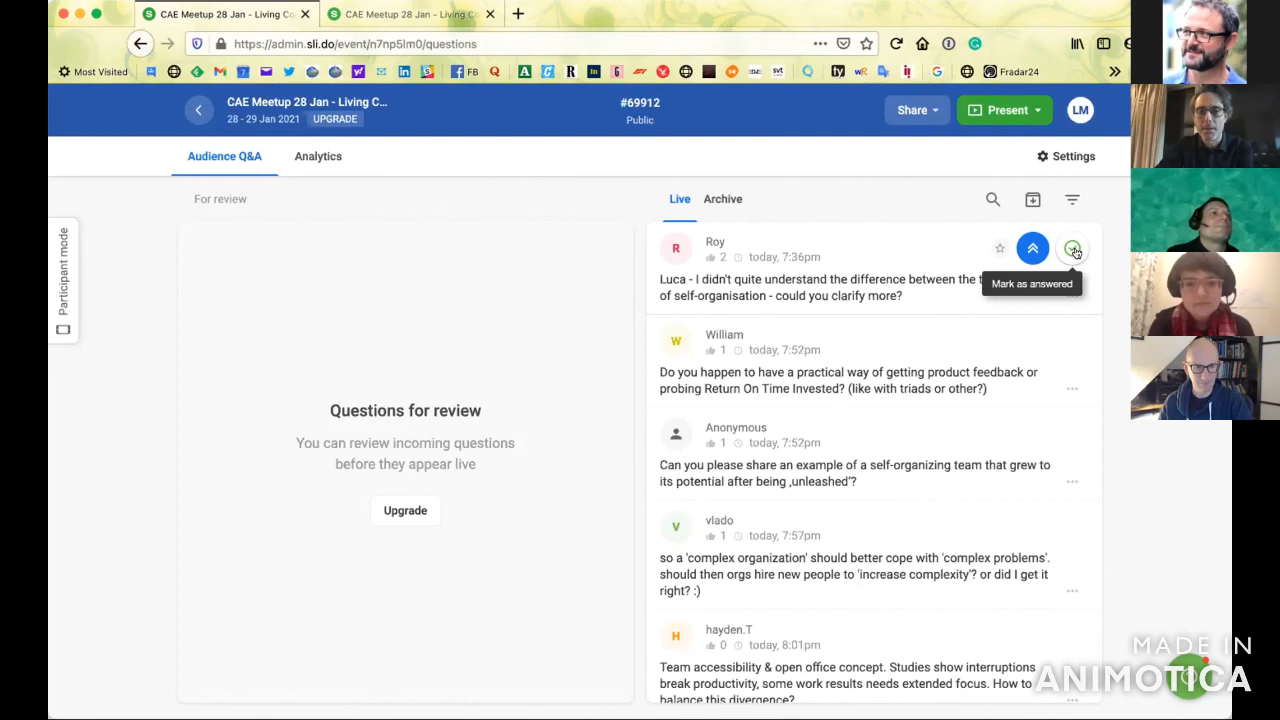 CAE Meetup 28 Jan - Living Co
CAE Meetup 28 Jan - Living Co
https://admin.sli.do/event/n7np5lm0/questions
Most Visited
FB
Fradar24
CAE Meetup 28 Jan - Living C...
28 - 29 Jan 2021
UPGRADE
#69912
Public
Share
Present
LM
Audience Q&A
Analytics
Settings
Participant mode
For review
Live
Archive
Questions for review
You can review incoming questions
before they appear live
Upgrade
R
Roy
2 today, 7:36pm
Luca - I didn't quite understand the difference between the t
of self-organisation - could you clarify more?
Mark as answered
W
William
1 today, 7:52pm
Do you happen to have a practical way of getting product feedback or
probing Return On Time Invested? (like with triads or other?)
Anonymous
1 today, 7:52pm
Can you please share an example of a self-organizing team that grew to
its potential after being ‚unleashed'?
V
vlado
1 today, 7:57pm
so a 'complex organization' should better cope with 'complex problems'.
should then orgs hire new people to 'increase complexity'? or did I get it
right? :)
H
hayden.T
0 today, 8:01pm
Team accessibility & open office concept. Studies show interruptions
break productivity, some work results needs extended focus. How to
balance this divergence?
MADE IN
ANIMOTICA